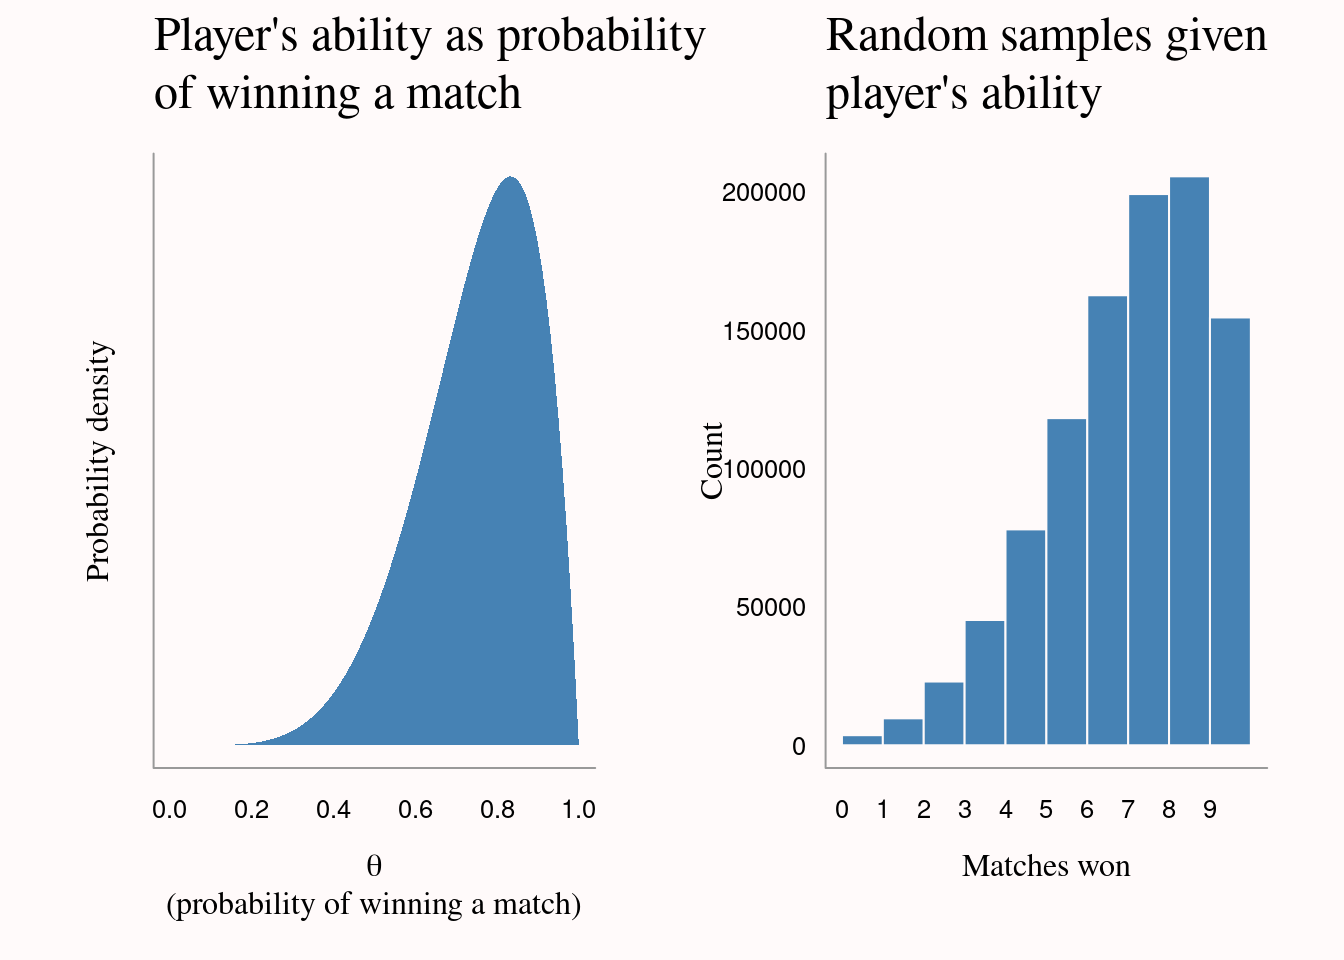 Player's ability as probability
of winning a match
Probability density
0.0 0.2 0.4 0.6 0.8 1.0
θ
(probability of winning a match)
Random samples given
player's ability
Count
200000
150000
100000
50000
0
0 1 2 3 4 5 6 7 8 9
Matches won